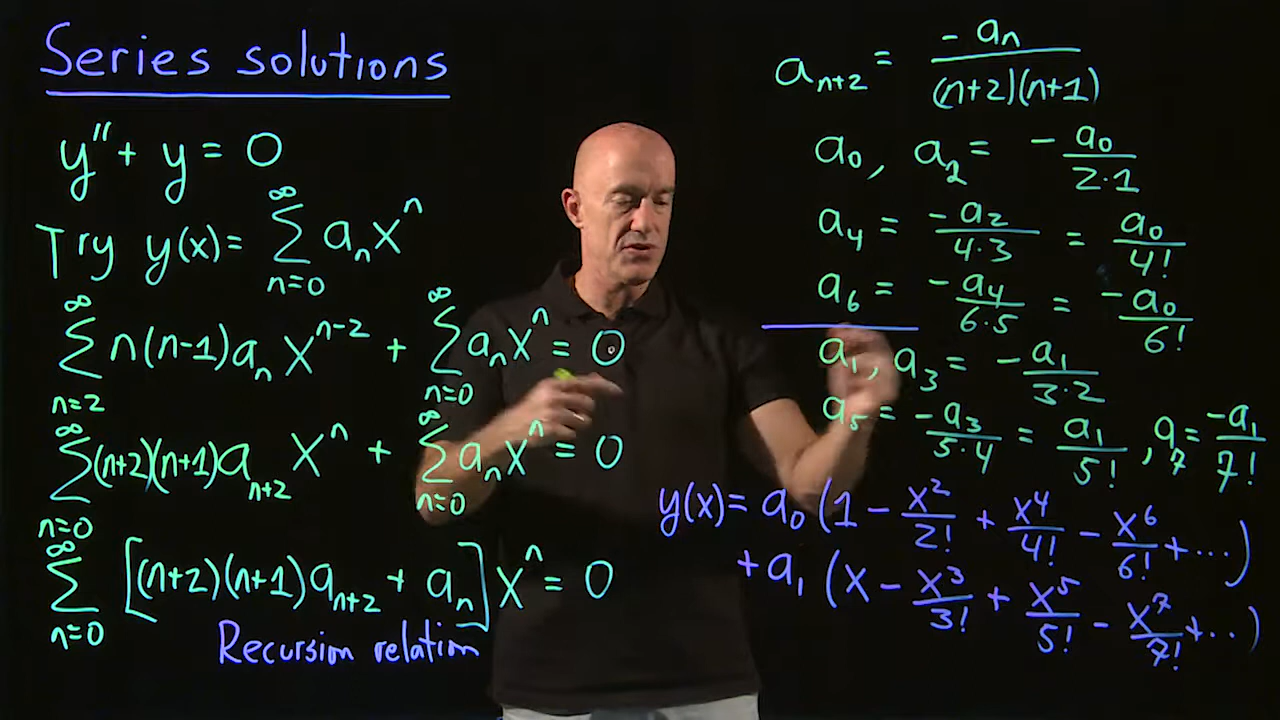 Series solutions
y'' + y = 0
Try y(x) = ∑_{n=0}^{∞} a_n x^n
∑_{n=2}^{∞} n(n-1) a_n x^{n-2} + ∑_{n=0}^{∞} a_n x^n = 0
∑_{n=0}^{∞} (n+2)(n+1) a_{n+2} x^n + ∑_{n=0}^{∞} a_n x^n = 0
∑_{n=0}^{∞} [(n+2)(n+1) a_{n+2} + a_n] x^n = 0
Recursion relation
a_{n+2} = -a_n / (n+2)(n+1)
a_0, a_2 = - a_0 / 2·1
a_4 = -a_2 / 4·3 = a_0 / 4!
a_6 = -a_4 / 6·5 = -a_0 / 6!
a_1, a_3 = - a_1 / 3·2
a_5 = -a_3 / 5·4 = a_1 / 5!, a_7 = -a_1 / 7!
y(x) = a_0 (1 - x^2/2! + x^4/4! - x^6/6! + ...)
+ a_1 (x - x^3/3! + x^5/5! - x^7/7! + ...)